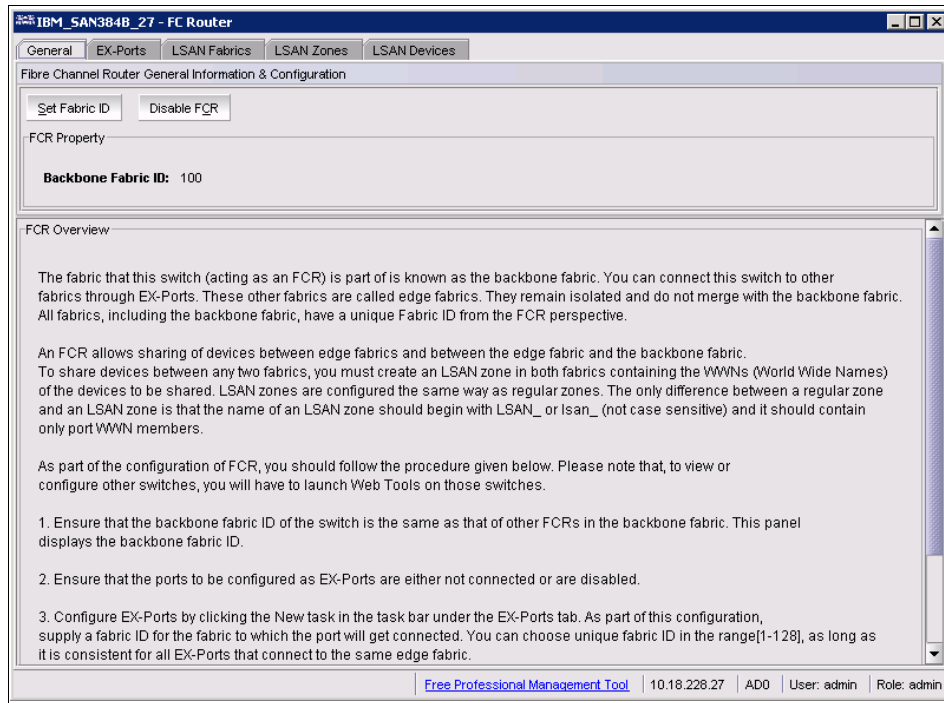 IBM_SAN384B_27 - FC Router
General EX-Ports LSAN Fabrics LSAN Zones LSAN Devices
Fibre Channel Router General Information & Configuration
Set Fabric ID Disable FCR
FCR Property
Backbone Fabric ID: 100
FCR Overview
The fabric that this switch (acting as an FCR) is part of is known as the backbone fabric. You can connect this switch to other
fabrics through EX-Ports. These other fabrics are called edge fabrics. They remain isolated and do not merge with the backbone fabric.
All fabrics, including the backbone fabric, have a unique Fabric ID from the FCR perspective.
An FCR allows sharing of devices between edge fabrics and between the edge fabric and the backbone fabric.
To share devices between any two fabrics, you must create an LSAN zone in both fabrics containing the WWNs (World Wide Names)
of the devices to be shared. LSAN zones are configured the same way as regular zones. The only difference between a regular zone
and an LSAN zone is that the name of an LSAN zone should begin with LSAN_ or lsan_ (not case sensitive) and it should contain
only port WWN members.
As part of the configuration of FCR, you should follow the procedure given below. Please note that, to view or
configure other switches, you will have to launch Web Tools on those switches.
1. Ensure that the backbone fabric ID of the switch is the same as that of other FCRs in the backbone fabric. This panel
displays the backbone fabric ID.
2. Ensure that the ports to be configured as EX-Ports are either not connected or are disabled.
3. Configure EX-Ports by clicking the New task in the task bar under the EX-Ports tab. As part of this configuration,
supply a fabric ID for the fabric to which the port will get connected. You can choose unique fabric ID in the range[1-128], as long as
it is consistent for all EX-Ports that connect to the same edge fabric.
Free Professional Management Tool 10.18.228.27 AD0 User: admin Role: admin